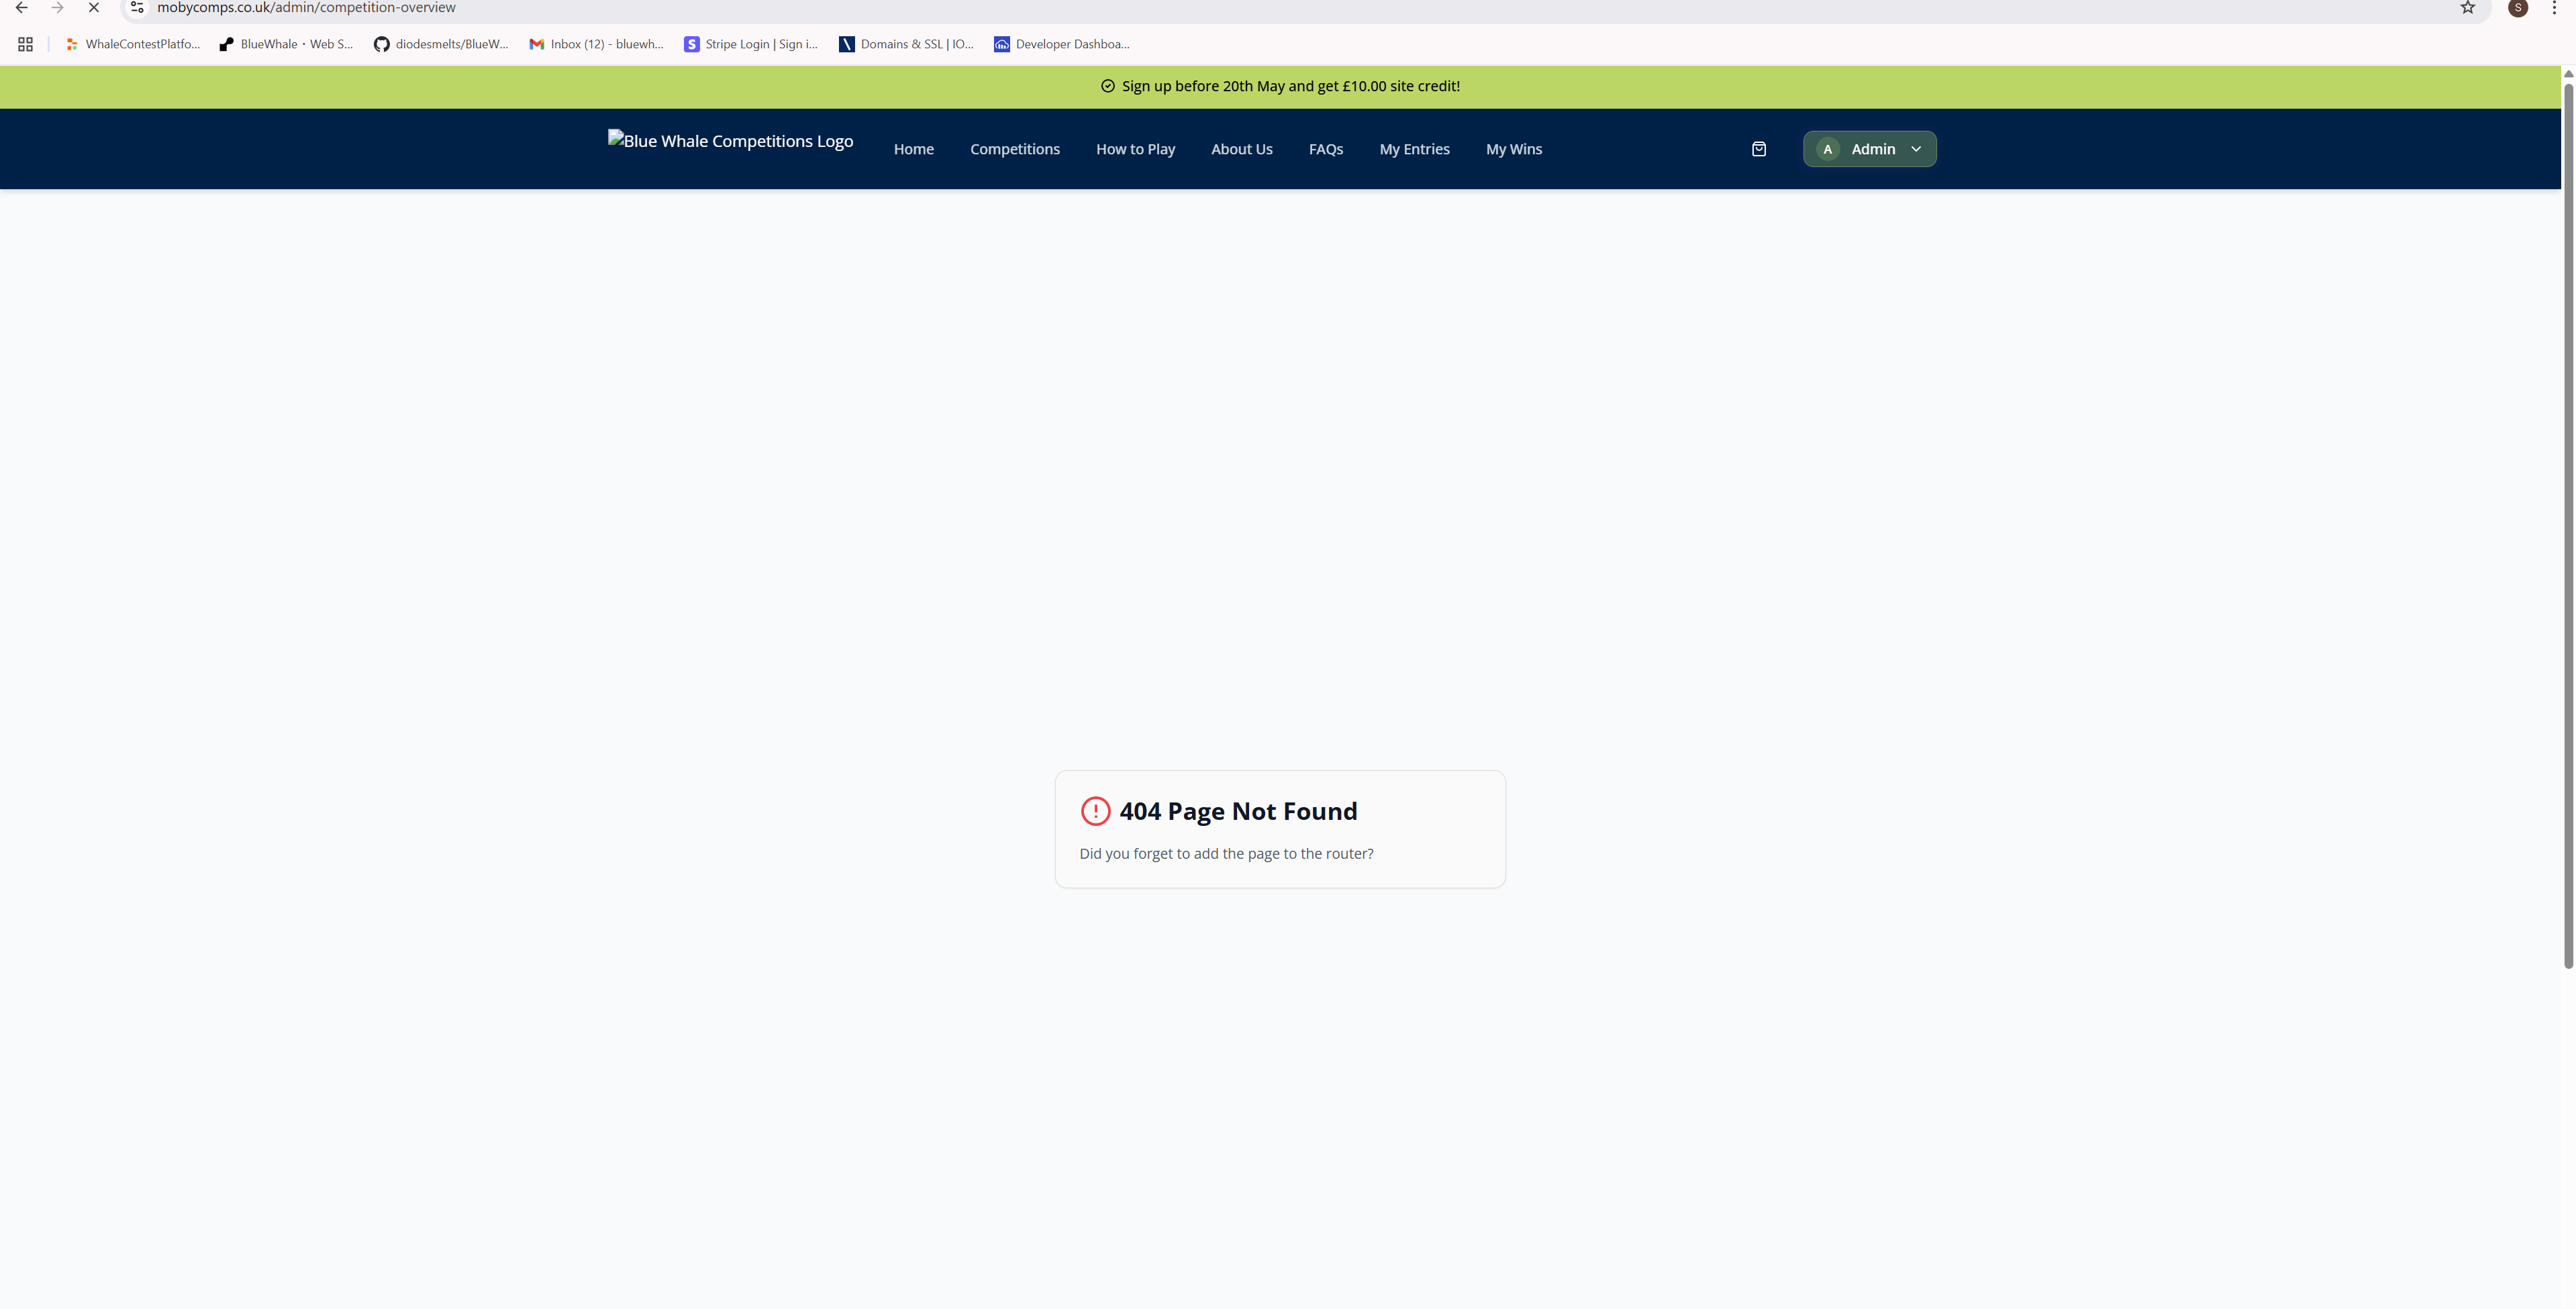 mobycomps.co.uk/admin/competition-overview
S
WhaleContestPlatfo...
BlueWhale · Web S...
diodesmelts/BlueW...
Inbox (12) - bluewh...
S
Stripe Login | Sign i...
Domains & SSL | IO...
Developer Dashboa...
Sign up before 20th May and get £10.00 site credit!
Blue Whale Competitions Logo
Home
Competitions
How to Play
About Us
FAQs
My Entries
My Wins
A
Admin
404 Page Not Found
Did you forget to add the page to the router?